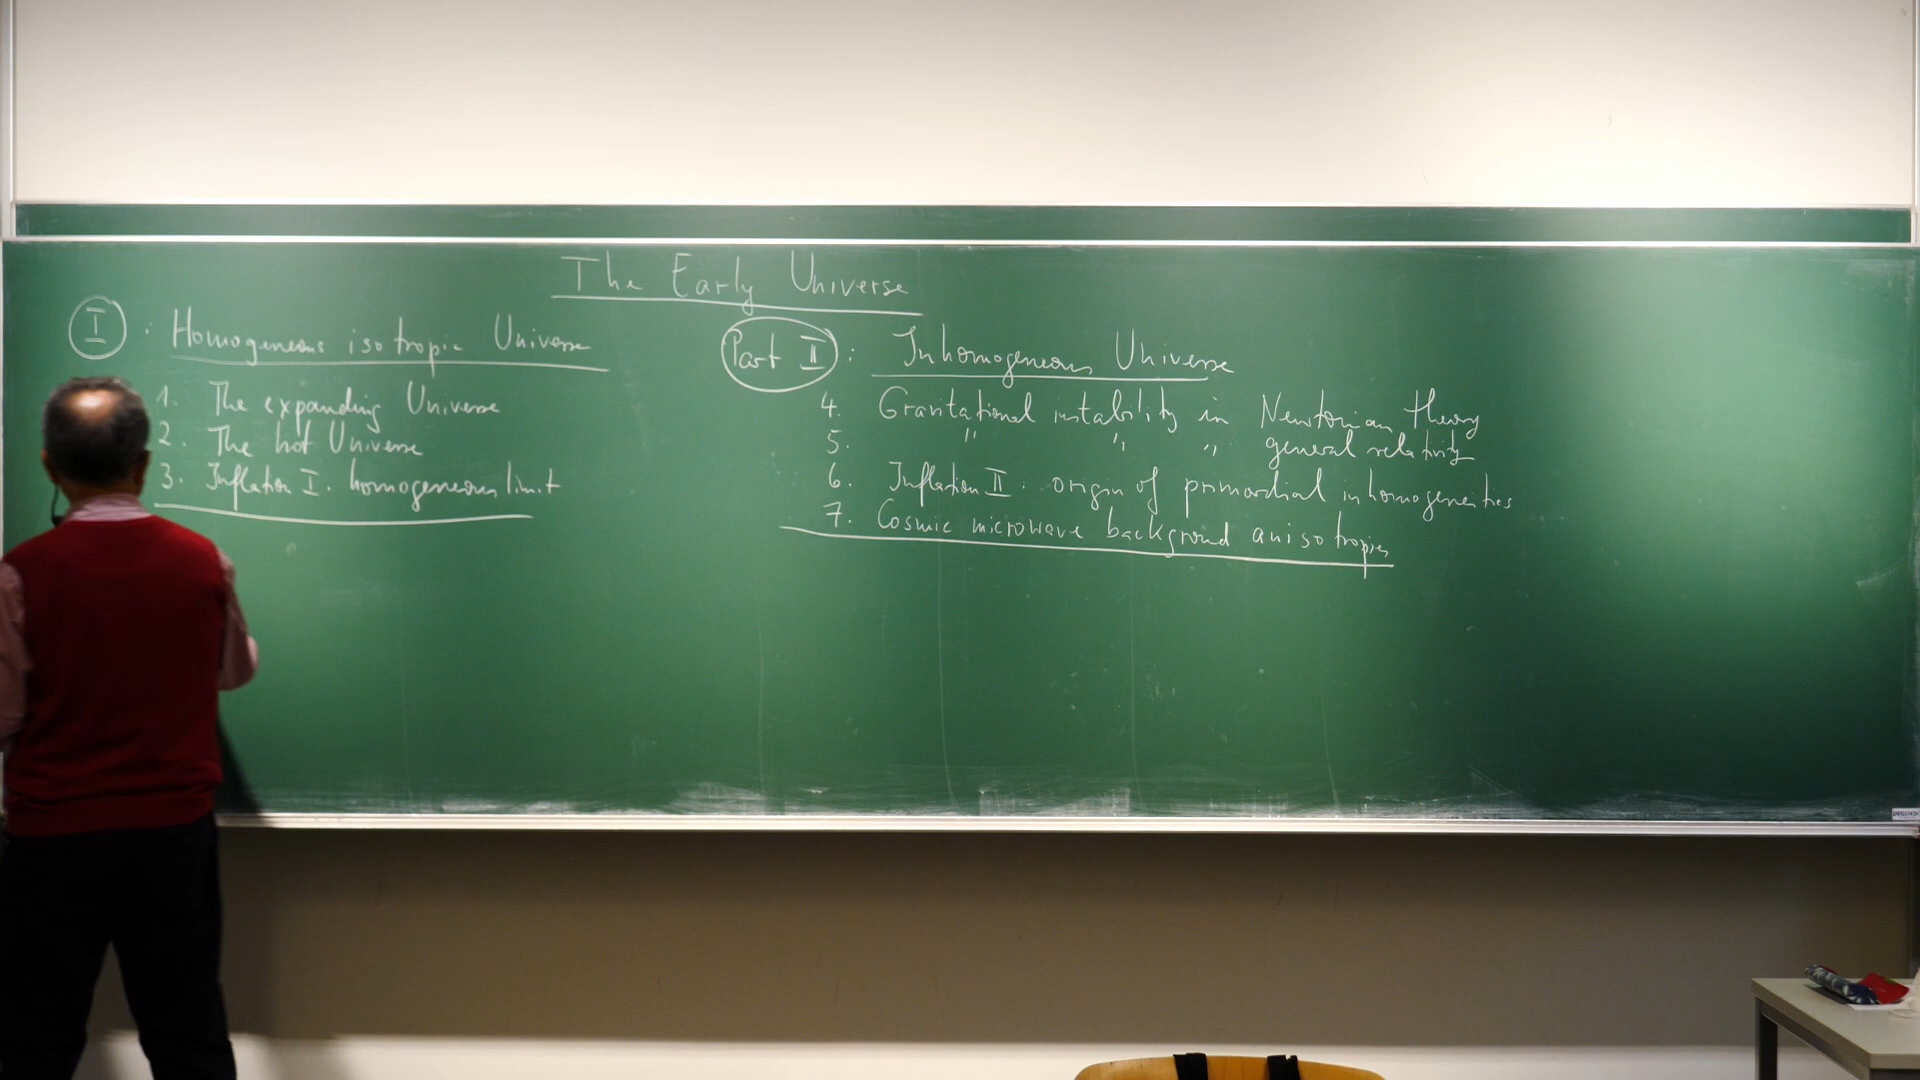 The Early Universe
I : Homogeneous isotropic Universe
1. The expanding Universe
2. The hot Universe
3. Inflation I. homogeneous limit
Part II : Inhomogeneous Universe
4. Gravitational instability in Newtonian theory
5. " " " general relativity
6. Inflation II : origin of primordial inhomogeneities
7. Cosmic microwave background anisotropies